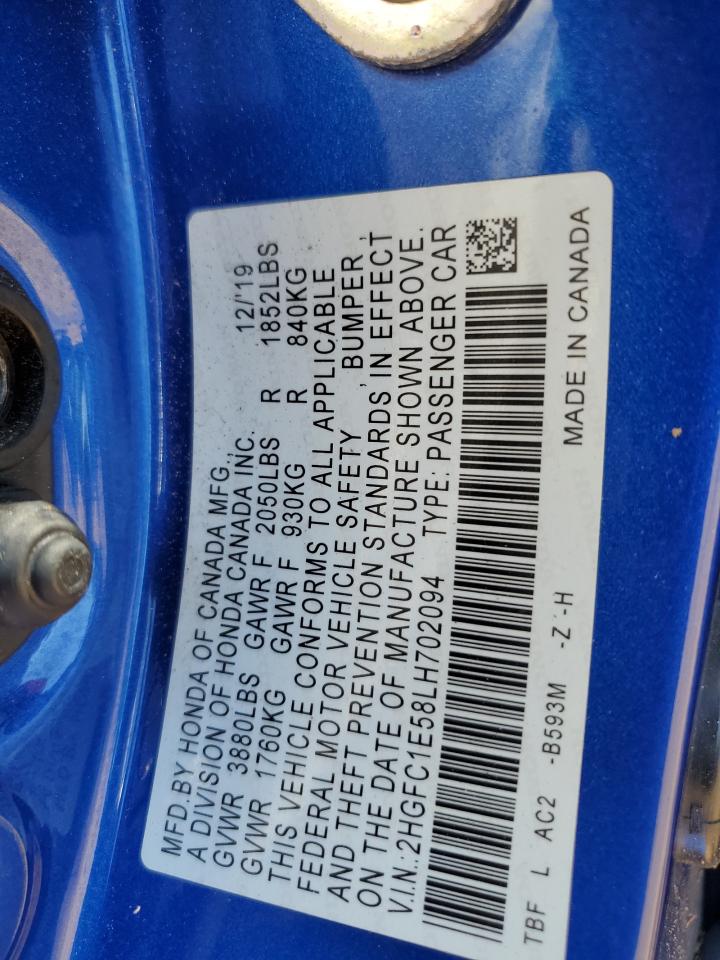 MFD.BY HONDA OF CANADA MFG.,
A DIVISION OF HONDA CANADA INC. 12/'19
GVWR 3880LBS GAWR F 2050LBS R 1852LBS
GVWR 1760KG GAWR F 930KG R 840KG
THIS VEHICLE CONFORMS TO ALL APPLICABLE
FEDERAL MOTOR VEHICLE SAFETY, BUMPER,
AND THEFT PREVENTION STANDARDS IN EFFECT
ON THE DATE OF MANUFACTURE SHOWN ABOVE.
V.I.N.:2HGFC1E58LH702094 TYPE: PASSENGER CAR
TBF L AC2 -B593M -Z -H
MADE IN CANADA